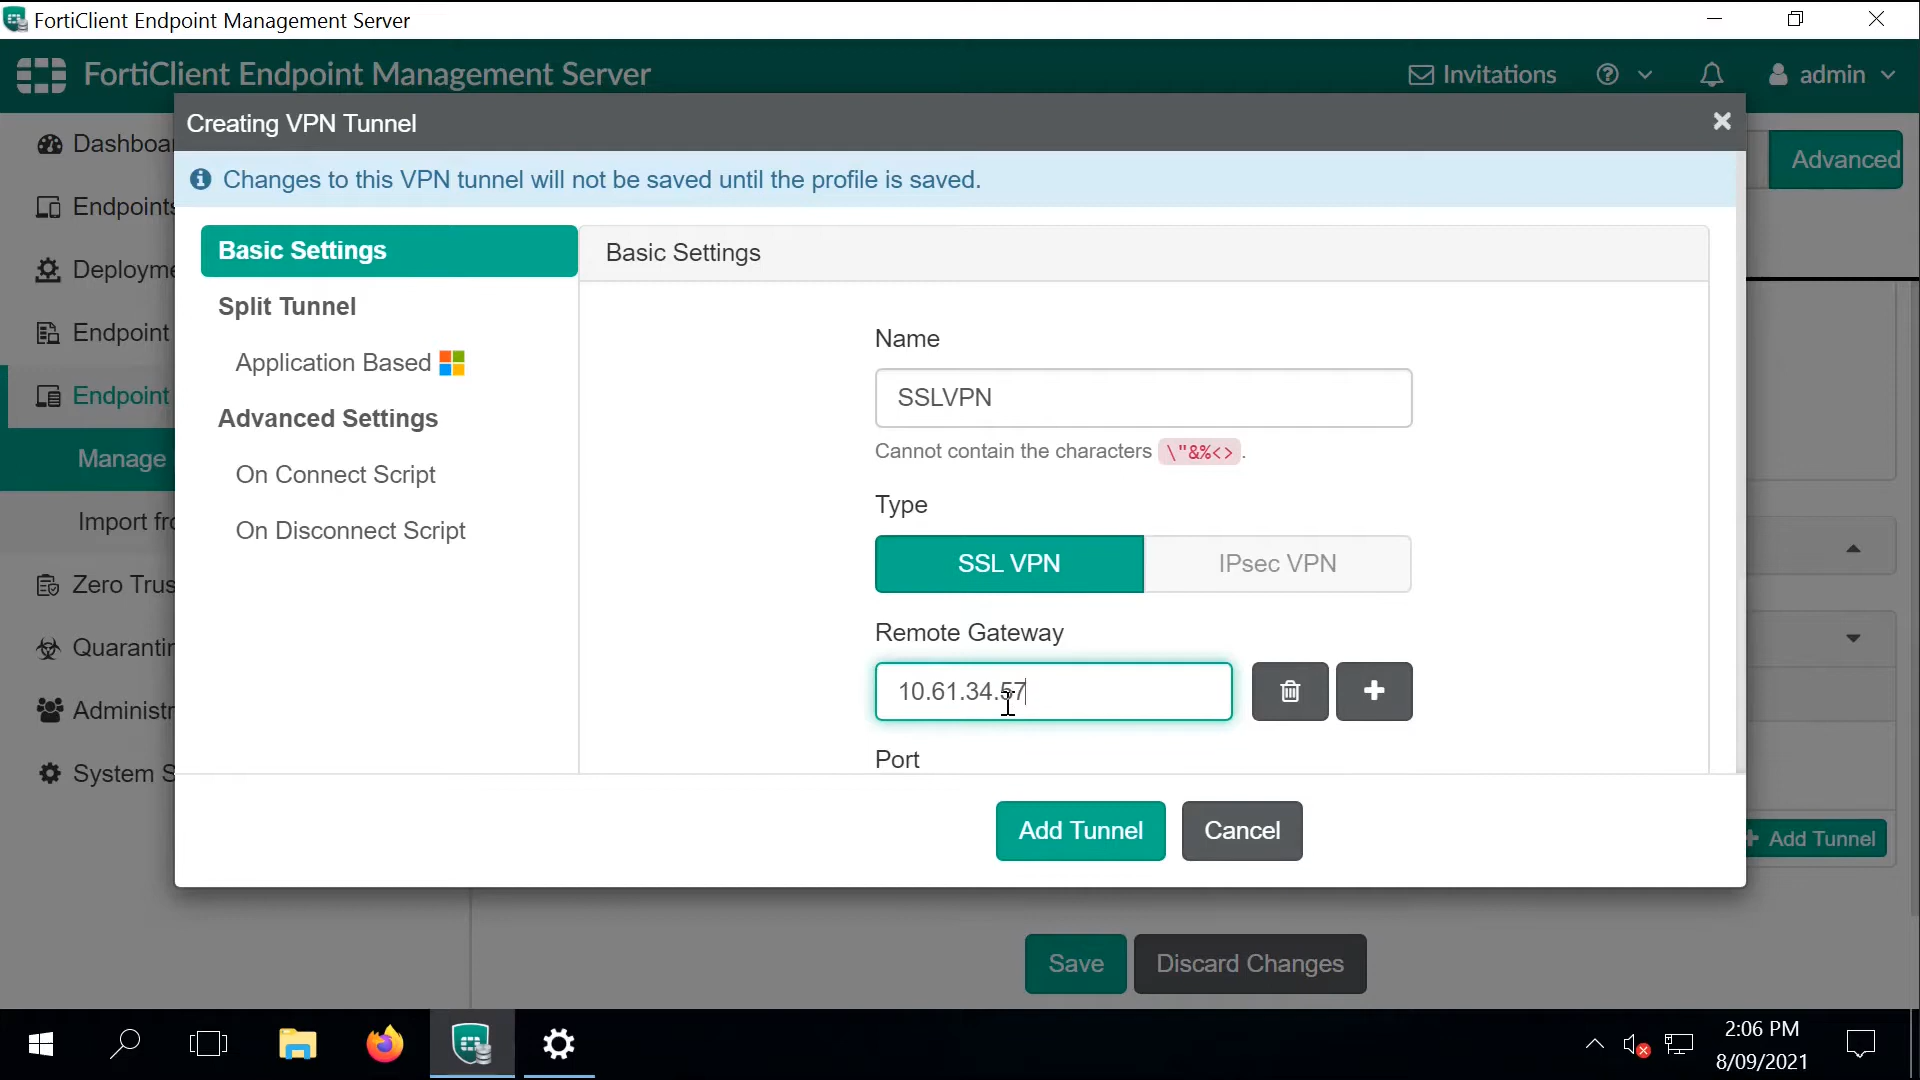 FortiClient Endpoint Management Server
FortiClient Endpoint Management Server
Invitations
admin
Creating VPN Tunnel
Changes to this VPN tunnel will not be saved until the profile is saved.
Advanced
Dashboa
Endpoints
Deployme
Endpoint
Endpoint
Manage
Import fro
Zero Trus
Quarantin
Administr
System S
Basic Settings
Split Tunnel
Application Based
Advanced Settings
On Connect Script
On Disconnect Script
Basic Settings
Name
SSLVPN
Cannot contain the characters \"&%<>.
Type
SSL VPN
IPsec VPN
Remote Gateway
10.61.34.57
Port
Add Tunnel
Cancel
Add Tunnel
Save
Discard Changes
2:06 PM
8/09/2021